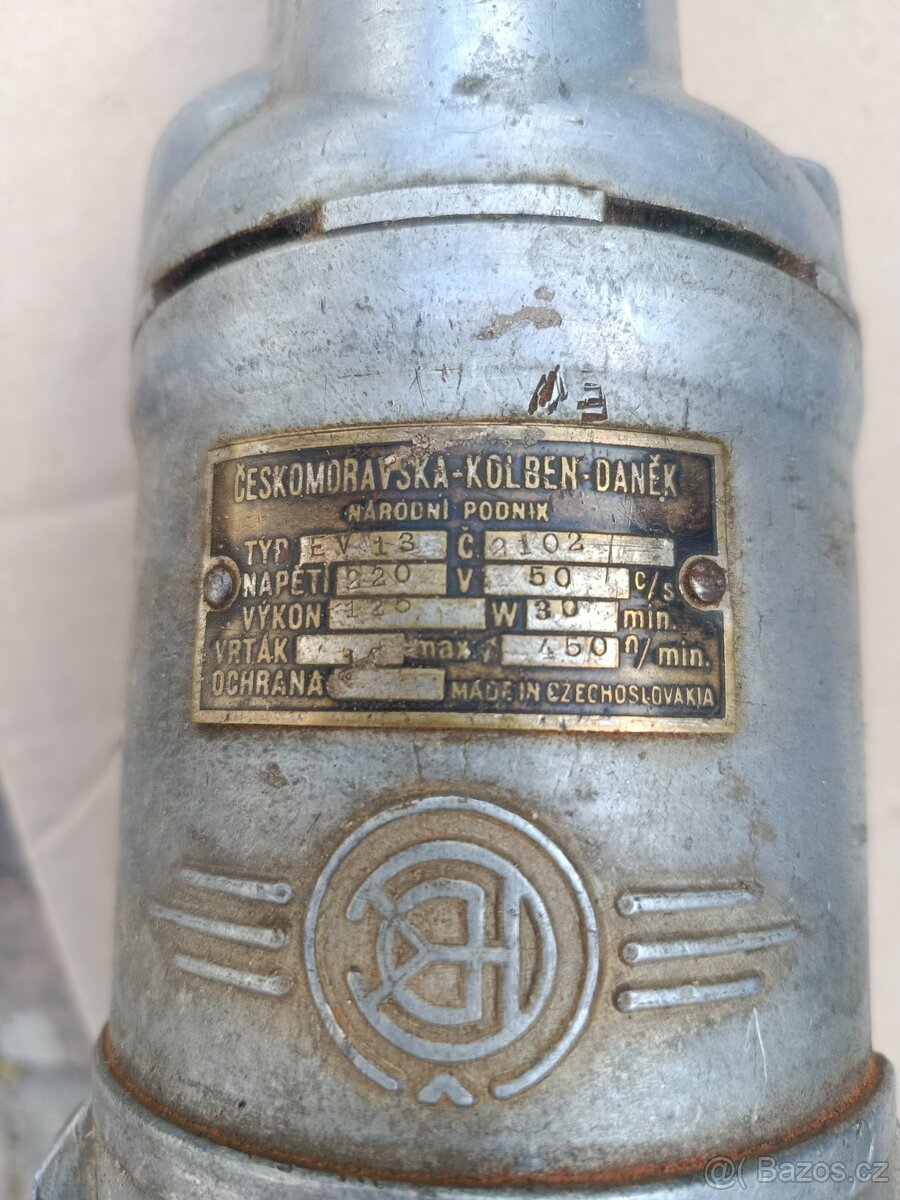 ČESKOMORAVSKÁ-KOLBEN-DANĚK
NÁRODNÍ PODNIK
TYP EV 13 Č. 2102
NAPĚTÍ 220 V 50 c/s
VÝKON W 30 min.
VRTÁK max 450 n/min.
OCHRANA MADE IN CZECHOSLOVAKIA
Bazos.cz